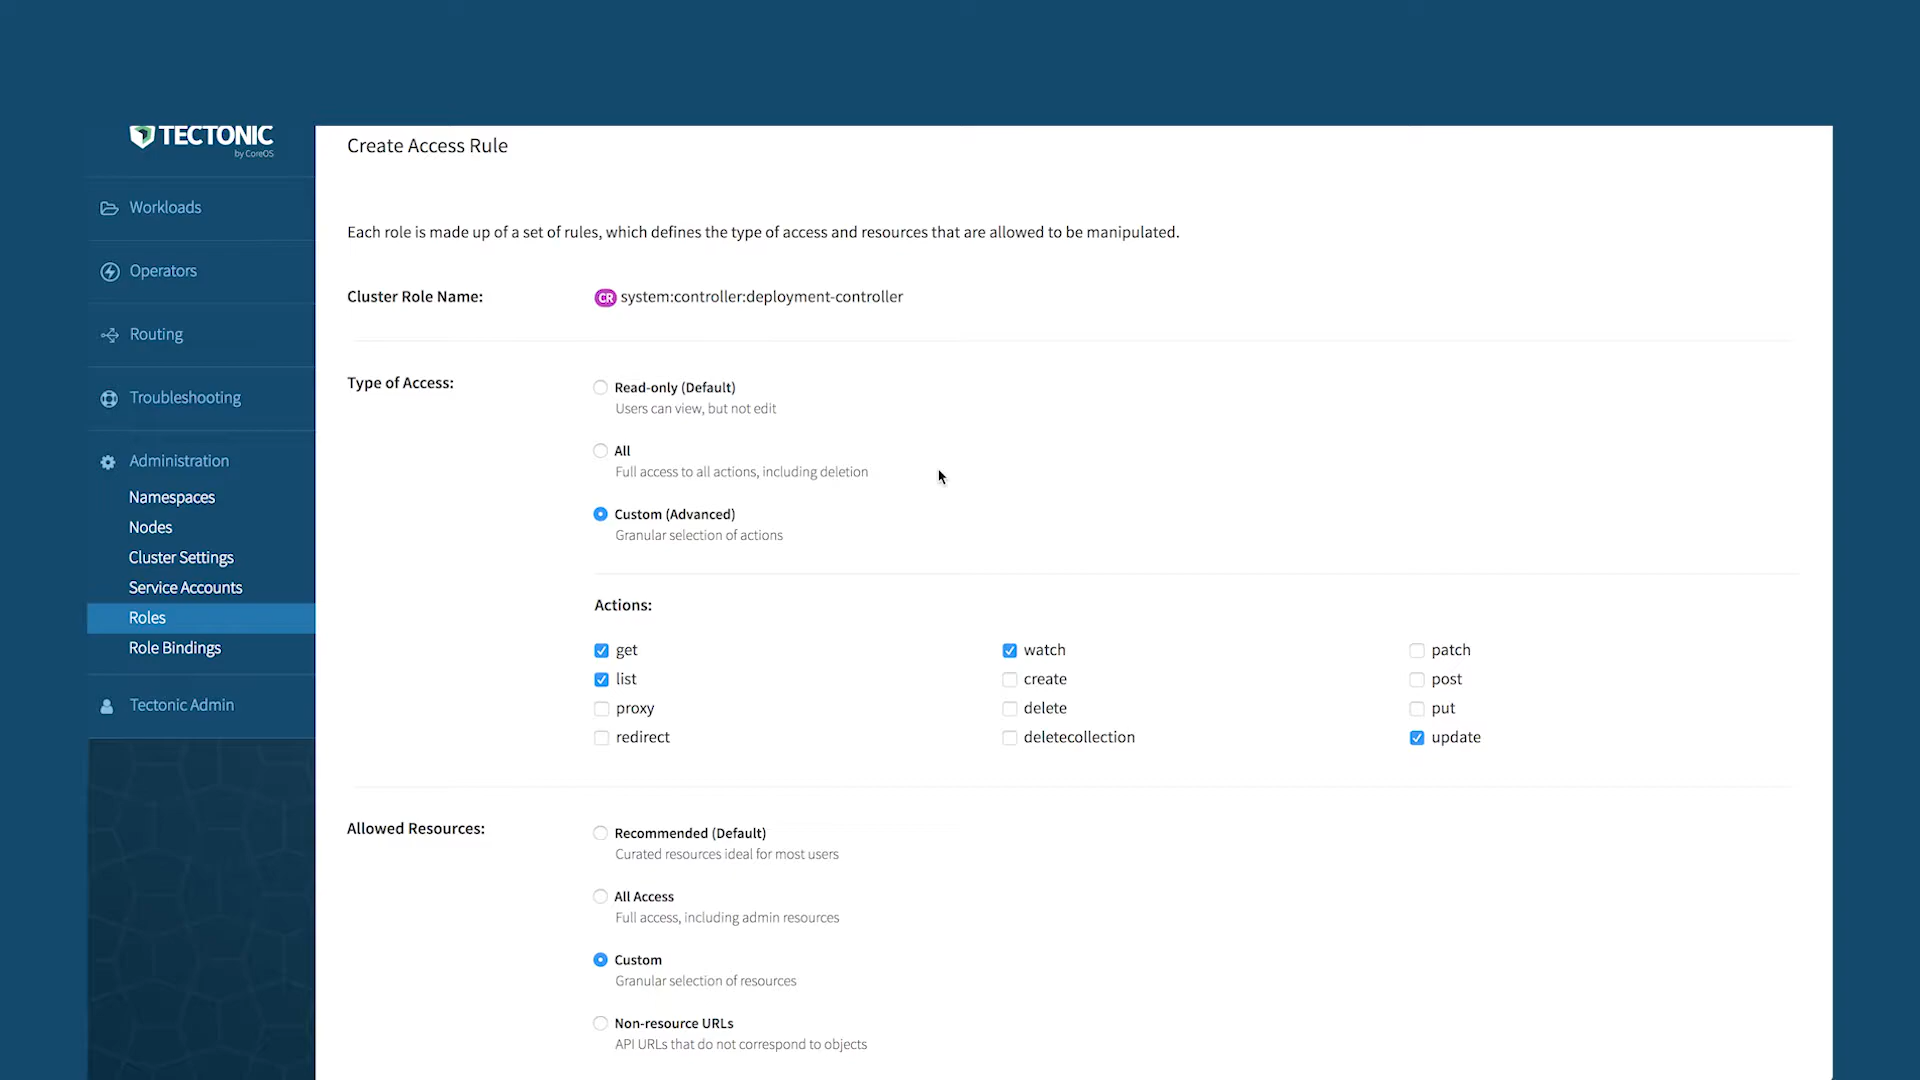 TECTONIC
by CoreOS
Workloads
Operators
Routing
Troubleshooting
Administration
Namespaces
Nodes
Cluster Settings
Service Accounts
Roles
Role Bindings
Tectonic Admin
Create Access Rule
Each role is made up of a set of rules, which defines the type of access and resources that are allowed to be manipulated.
Cluster Role Name: CR system:controller:deployment-controller
Type of Access:
Read-only (Default)
Users can view, but not edit
All
Full access to all actions, including deletion
Custom (Advanced)
Granular selection of actions
Actions:
get watch patch
list create post
proxy delete put
redirect deletecollection update
Allowed Resources:
Recommended (Default)
Curated resources ideal for most users
All Access
Full access, including admin resources
Custom
Granular selection of resources
Non-resource URLs
API URLs that do not correspond to objects